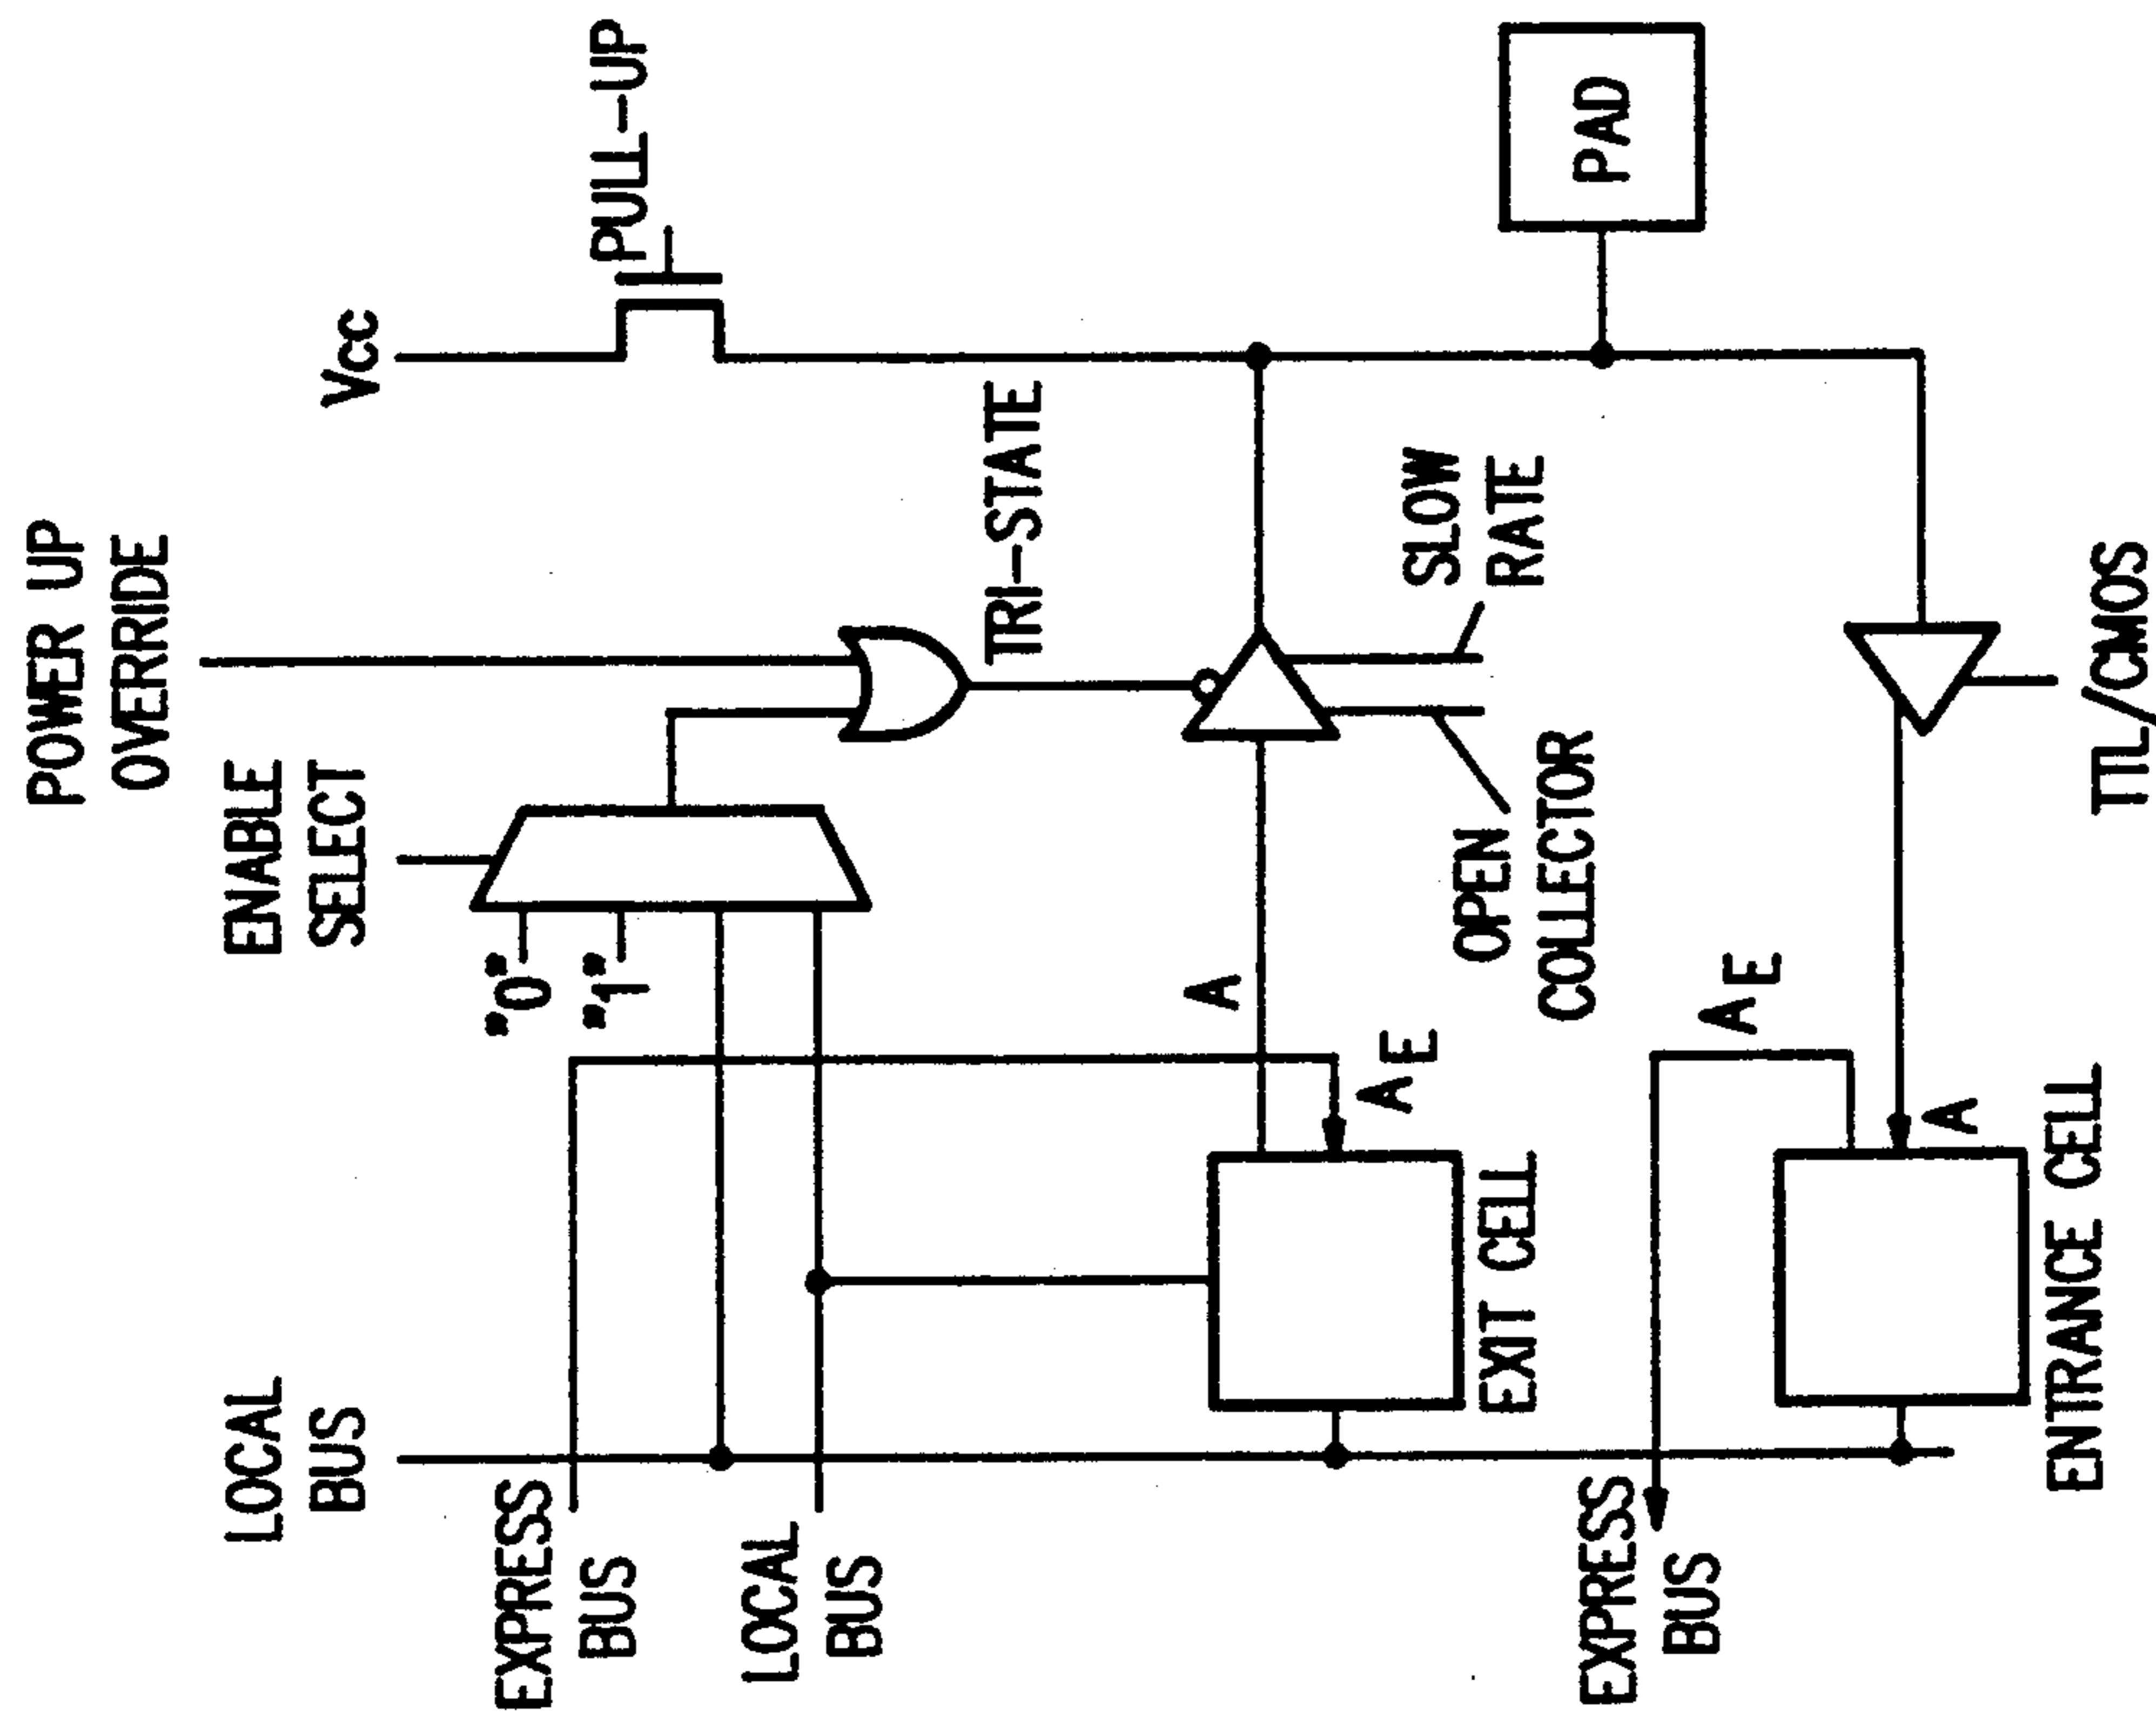 POWER UP
OVERRIDE
ENABLE
SELECT
LOCAL
BUS
Vcc
PULL-UP
"0"
"1"
EXPRESS
BUS
LOCAL
BUS
TRI-STATE
A
SLOW
RATE
A E
OPEN
COLLECTOR
EXIT CELL
PAD
EXPRESS
BUS
A E
A
ENTRANCE CELL
TTL/CMOS